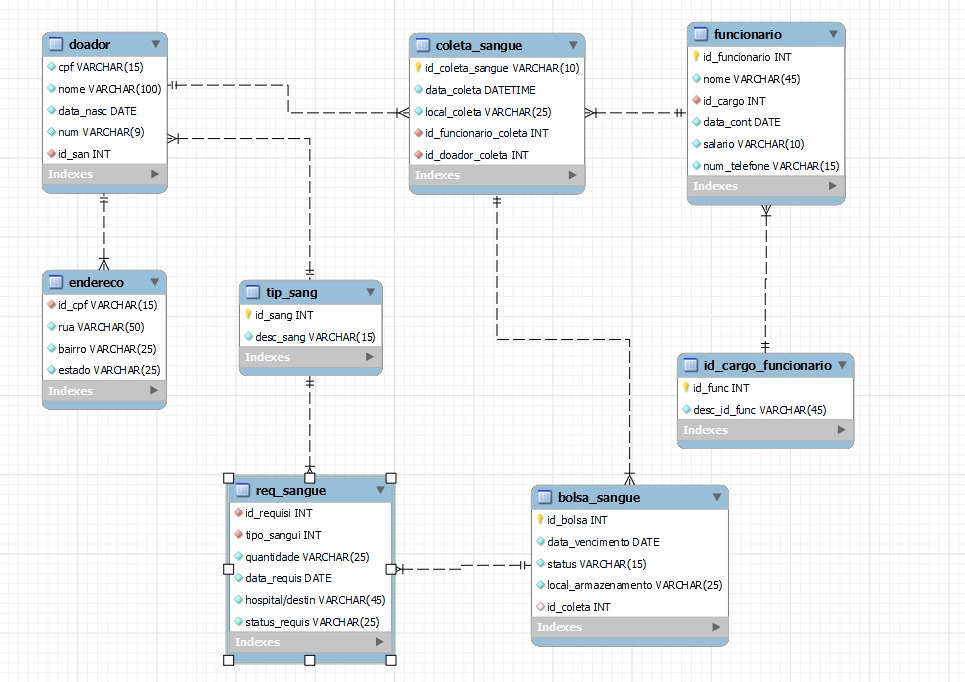 doador
cpf VARCHAR(15)
nome VARCHAR(100)
data_nasc DATE
num VARCHAR(9)
id_san INT
Indexes
coleta_sangue
id_coleta_sangue VARCHAR(10)
data_coleta DATETIME
local_coleta VARCHAR(25)
id_funcionario_coleta INT
id_doador_coleta INT
Indexes
funcionario
id_funcionario INT
nome VARCHAR(45)
id_cargo INT
data_cont DATE
salario VARCHAR(10)
num_telefone VARCHAR(15)
Indexes
endereco
id_cpf VARCHAR(15)
rua VARCHAR(50)
bairro VARCHAR(25)
estado VARCHAR(25)
Indexes
tip_sang
id_sang INT
desc_sang VARCHAR(15)
Indexes
id_cargo_funcionario
id_func INT
desc_id_func VARCHAR(45)
Indexes
req_sangue
id_requisi INT
tipo_sangui INT
quantidade VARCHAR(25)
data_requis DATE
hospital/destin VARCHAR(45)
status_requis VARCHAR(25)
Indexes
bolsa_sangue
id_bolsa INT
data_vencimento DATE
status VARCHAR(15)
local_armazenamento VARCHAR(25)
id_coleta INT
Indexes